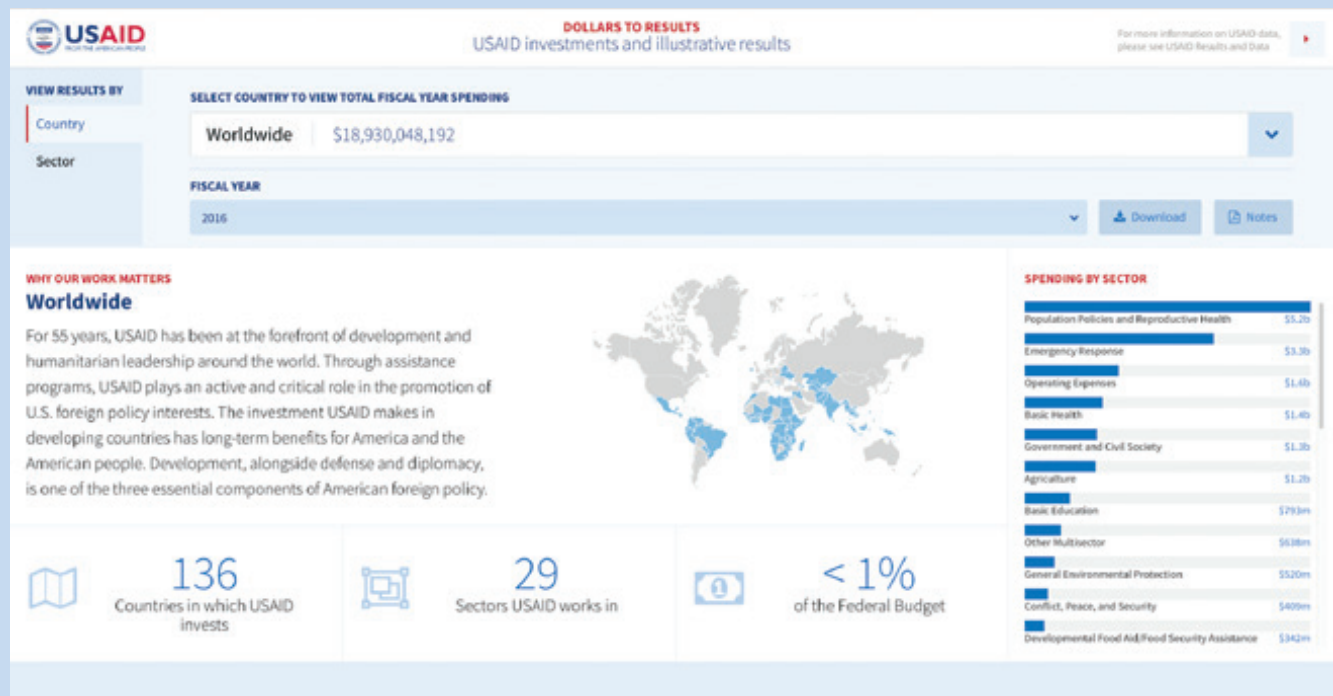 USAID
FROM THE AMERICAN PEOPLE
DOLLARS TO RESULTS
USAID investments and illustrative results
For more information on USAID data,
please see USAID Results and Data
VIEW RESULTS BY
Country
Sector
SELECT COUNTRY TO VIEW TOTAL FISCAL YEAR SPENDING
Worldwide $18,930,048,192
FISCAL YEAR
2016
Download
Notes
WHY OUR WORK MATTERS
Worldwide
For 55 years, USAID has been at the forefront of development and
humanitarian leadership around the world. Through assistance
programs, USAID plays an active and critical role in the promotion of
U.S. foreign policy interests. The investment USAID makes in
developing countries has long-term benefits for America and the
American people. Development, alongside defense and diplomacy,
is one of the three essential components of American foreign policy.
136
Countries in which USAID
invests
29
Sectors USAID works in
< 1%
of the Federal Budget
SPENDING BY SECTOR
Population Policies and Reproductive Health $5.2b
Emergency Response $3.3b
Operating Expenses $1.6b
Basic Health $1.4b
Government and Civil Society $1.3b
Agriculture $1.2b
Basic Education $793m
Other Multisector $638m
General Environmental Protection $520m
Conflict, Peace, and Security $409m
Developmental Food Aid/Food Security Assistance $342m